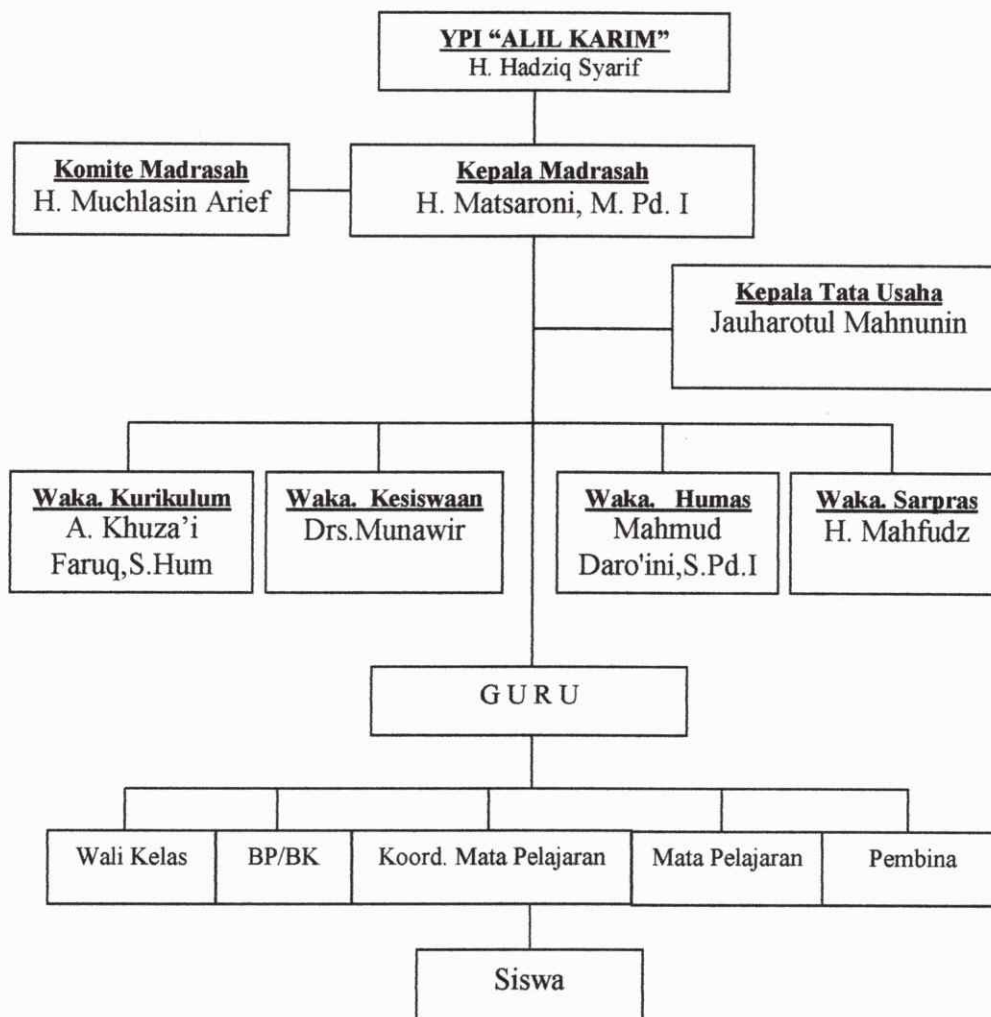 YPI “ALIL KARIM”
H. Hadziq Syarif
Komite Madrasah
H. Muchlasin Arief
Kepala Madrasah
H. Matsaroni, M. Pd. I
Kepala Tata Usaha
Jauharotul Mahnunin
Waka. Kurikulum
A. Khuza’i
Faruq,S.Hum
Waka. Kesiswaan
Drs.Munawir
Waka. Humas
Mahmud
Daro'ini,S.Pd.I
Waka. Sarpras
H. Mahfudz
G U R U
Wali Kelas
BP/BK
Koord. Mata Pelajaran
Mata Pelajaran
Pembina
Siswa